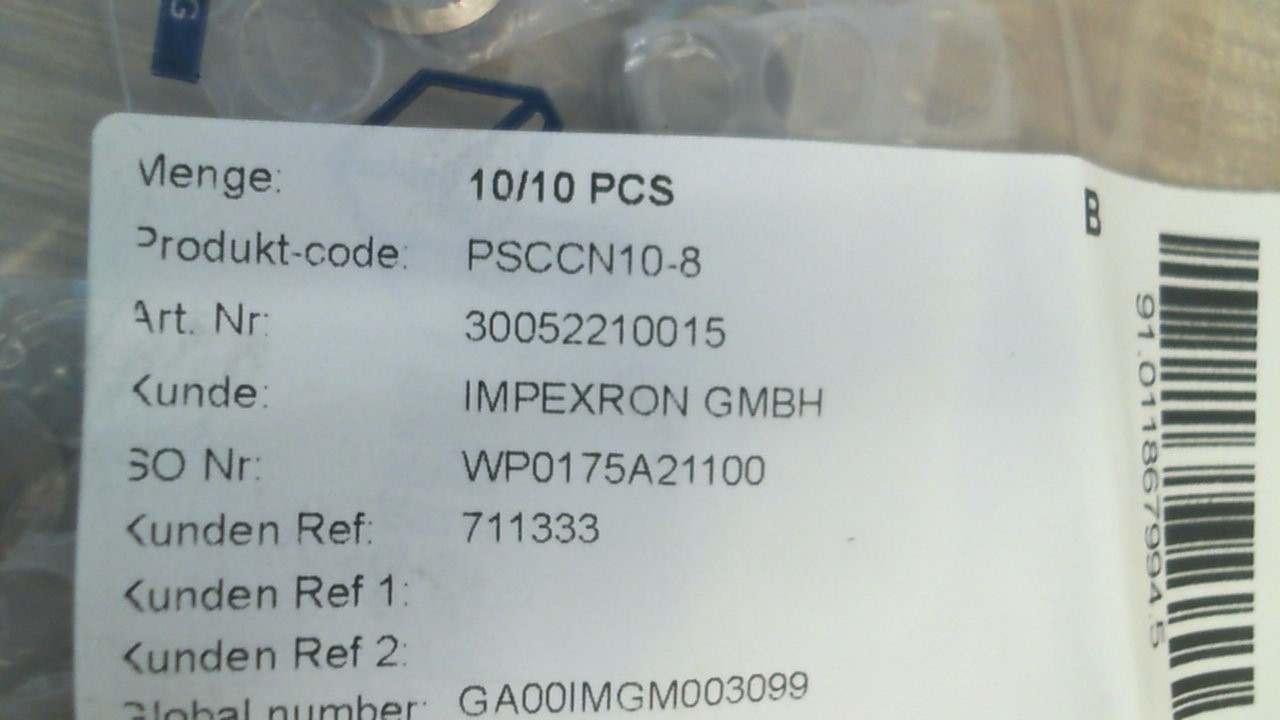 G
Menge: 10/10 PCS
Produkt-code: PSCCN10-8
Art. Nr: 30052210015
Kunde: IMPEXRON GMBH
SO Nr: WP0175A21100
Kunden Ref: 711333
Kunden Ref 1:
Kunden Ref 2:
Global number: GA00IMGM003099
B
91.011867994.5